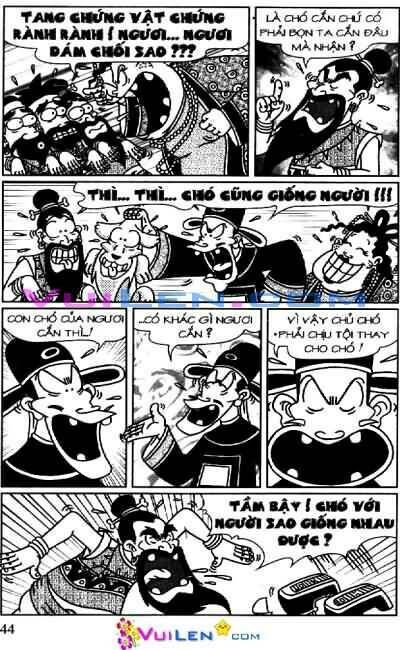 TANG CHỨNG VẬT CHỨNG
RÀNH RÀNH ! NGƯƠI... NGƯƠI
DÁM CHỐI SAO ???
LÀ CHÓ CẮN CHỨ CÓ
PHẢI BỌN TA CẮN ĐÂU
MÀ NHẬN ?
THÌ... THÌ... CHÓ CŨNG GIỐNG NGƯỜI !!!
VuiLen.com
CON CHÓ CỦA NGƯƠI
CẮN THÌ...!
...CÓ KHÁC GÌ NGƯƠI
CẮN ?
VÌ VẬY CHỦ CHÓ
PHẢI CHỊU TỘI THAY
CHO CHÓ !
TẦM BẬY ! CHÓ VỚI
NGƯỜI SAO GIỐNG NHAU
ĐƯỢC ?
44
VuiLen.com